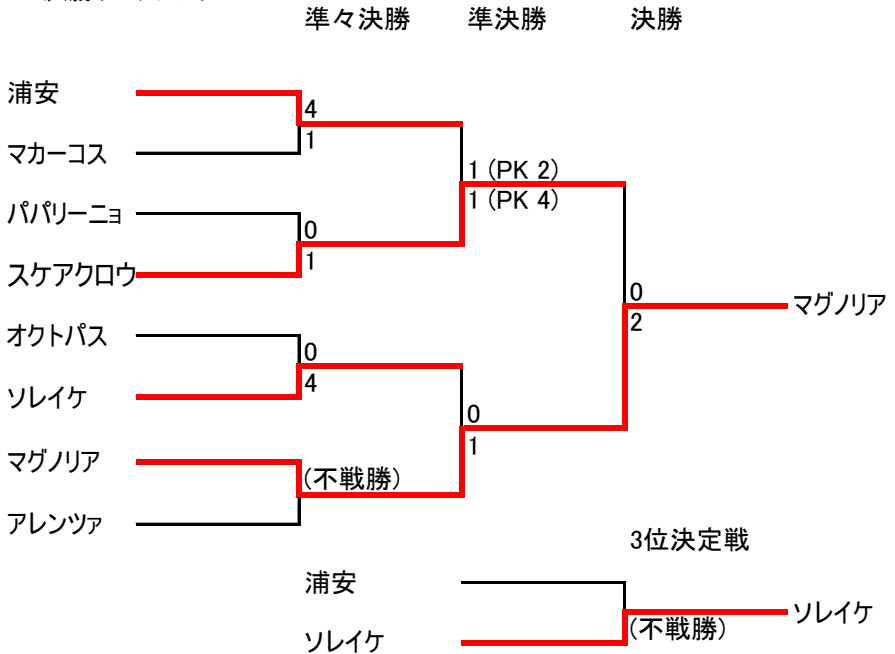 準々決勝 準決勝 決勝
浦安
4
1
マカーコス
1 (PK 2)
1 (PK 4)
パパリーニョ
0
1
スケアクロウ
0
2
マグノリア
オクトパス
0
4
ソレイケ
0
1
マグノリア
(不戦勝)
アレンツァ
3位決定戦
浦安
ソレイケ
(不戦勝)
ソレイケ